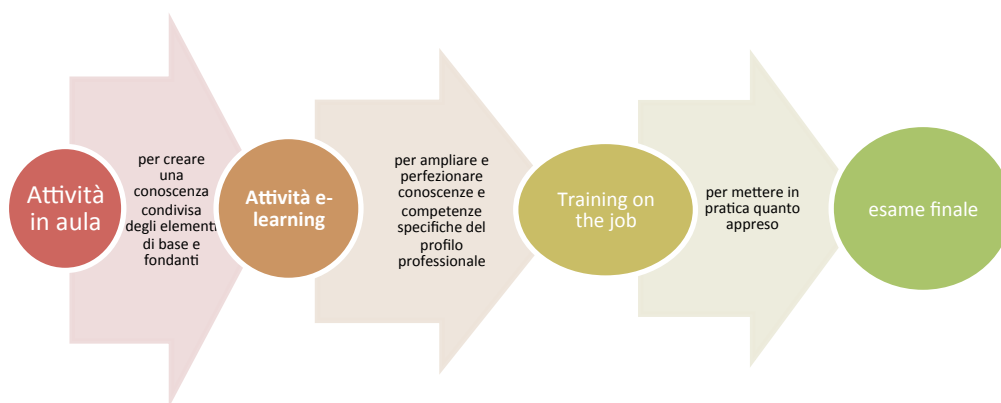 Attività
in aula
per creare
una
conoscenza
condivisa
degli elementi
di base e
fondanti
Attività e-
learning
per ampliare e
perfezionare
conoscenze e
competenze
specifiche del
profilo
professionale
Training on
the job
per mettere in
pratica quanto
appreso
esame finale